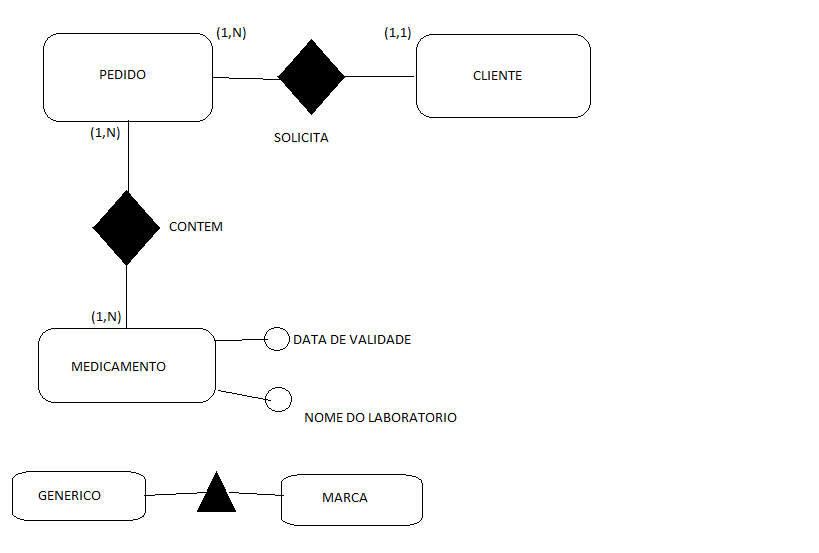 (1,N)
(1,1)
PEDIDO
CLIENTE
(1,N)
SOLICITA
CONTEM
(1,N)
DATA DE VALIDADE
MEDICAMENTO
NOME DO LABORATORIO
GENERICO
MARCA